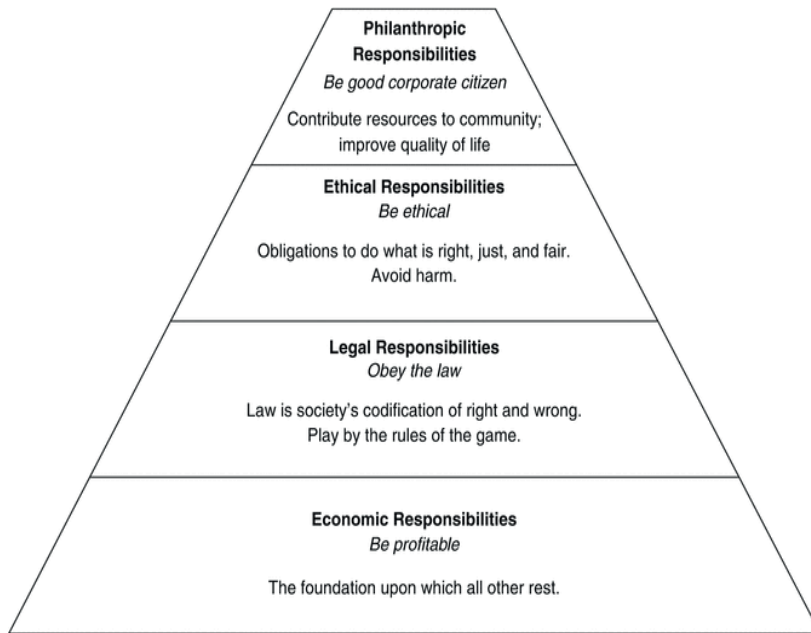 Philanthropic
Responsibilities
Be good corporate citizen
Contribute resources to community;
improve quality of life
Ethical Responsibilities
Be ethical
Obligations to do what is right, just, and fair.
Avoid harm.
Legal Responsibilities
Obey the law
Law is society's codification of right and wrong.
Play by the rules of the game.
Economic Responsibilities
Be profitable
The foundation upon which all other rest.